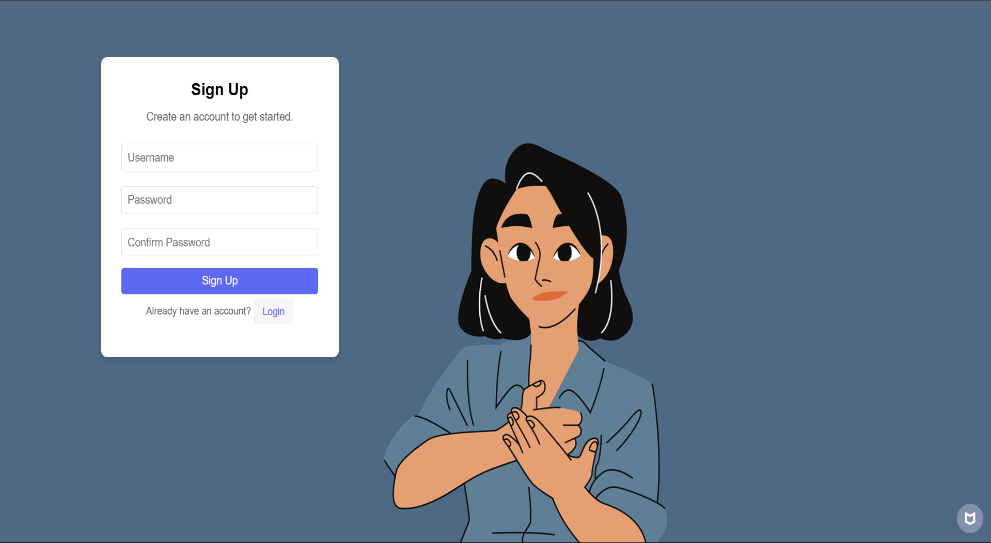 Sign Up
Create an account to get started.
Username
Password
Confirm Password
Sign Up
Already have an account? Login